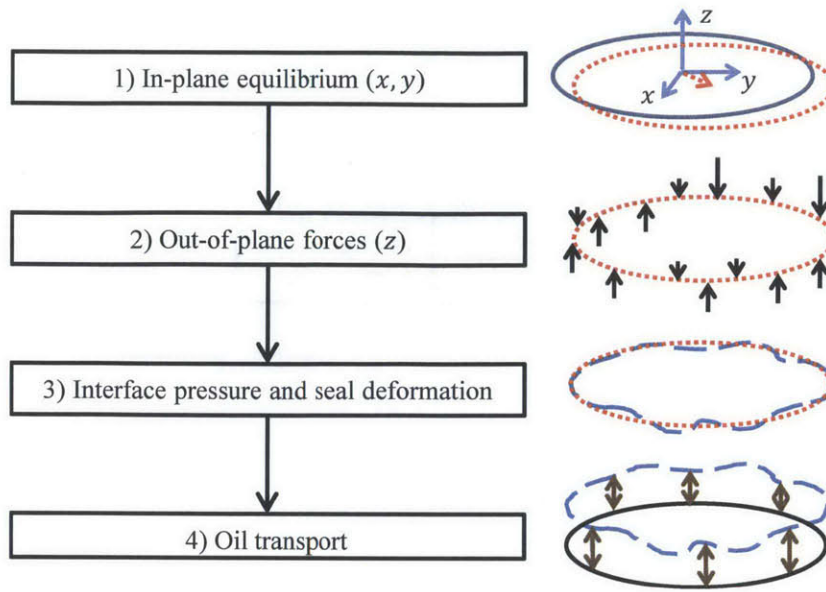 1) In-plane equilibrium (x, y)
z
x
y
2) Out-of-plane forces (z)
3) Interface pressure and seal deformation
4) Oil transport